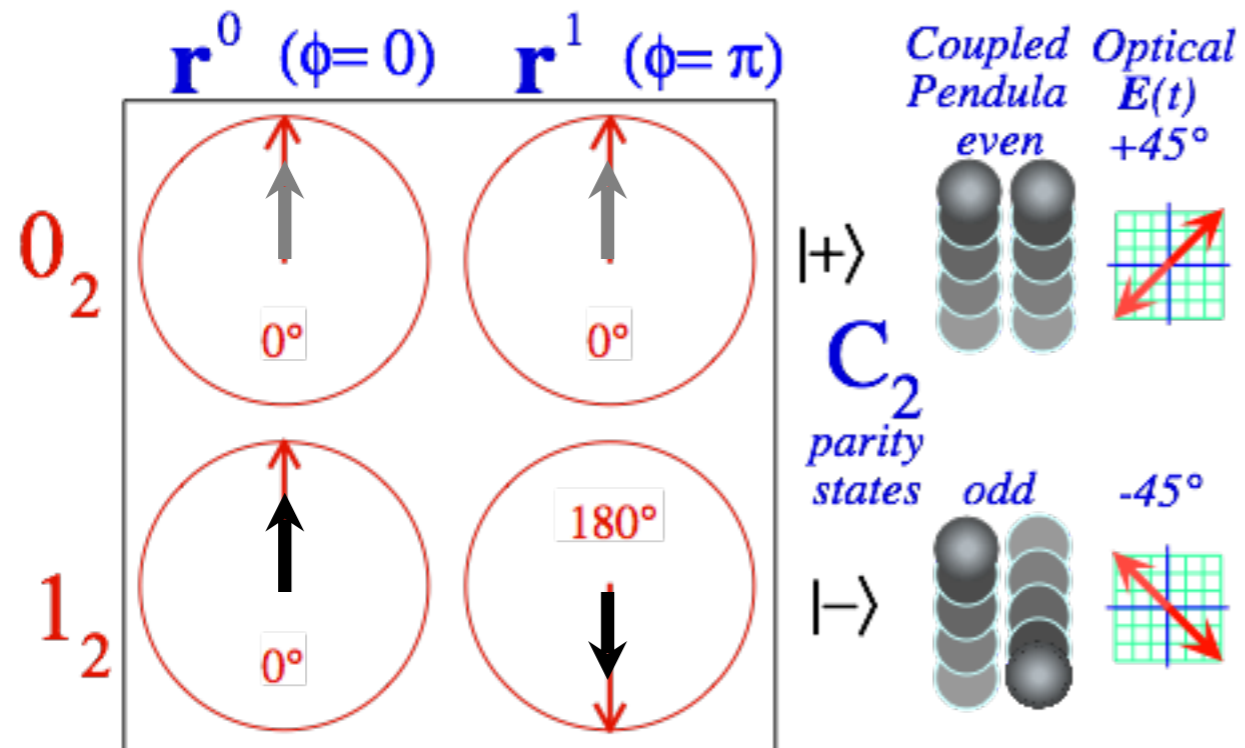 r⁰ (ϕ= 0) r¹ (ϕ= π)
Coupled Pendula
Optical E(t)
even +45°
0₂ 0° 0° |+⟩
C₂
parity states
odd -45°
180°
1₂ 0° |−⟩